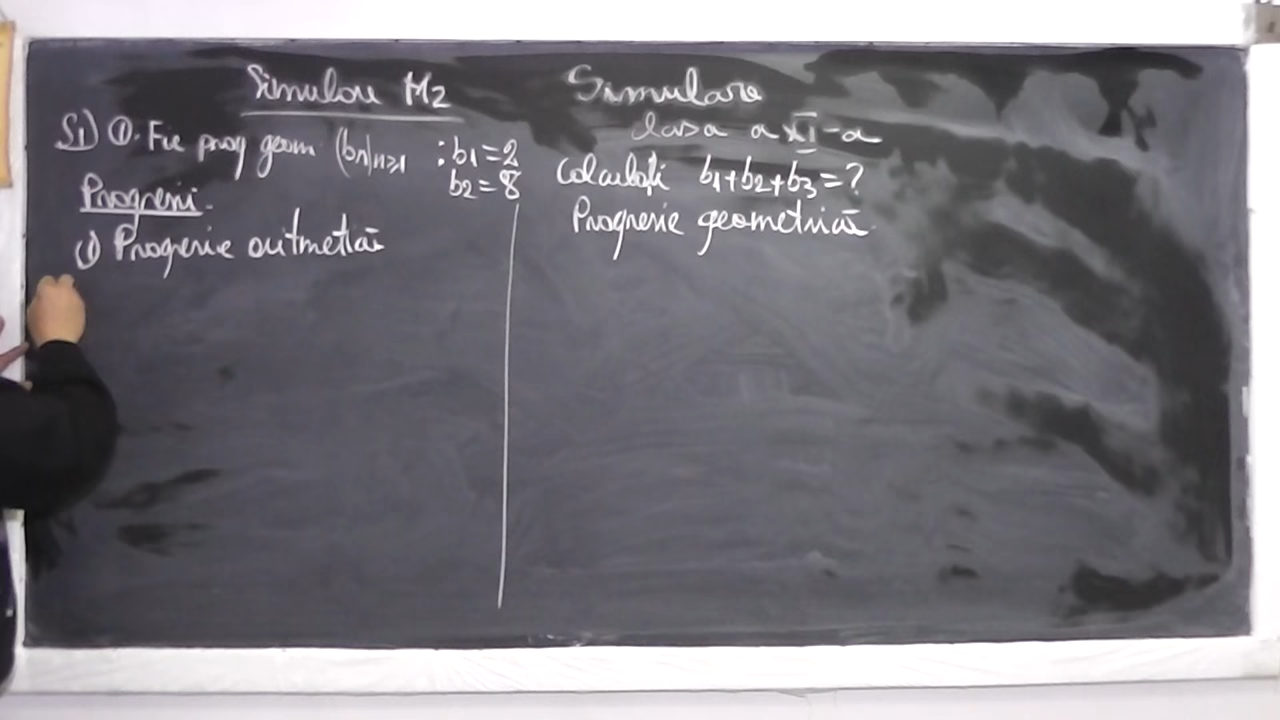 Simulare M2
Simulare
clasa a XI-a
S1) ①. Fie prog geom (bn)n≥1 : b1=2
b2=8
Calculați b1+b2+b3=?
Progresii.
① Progresie aritmetică
Progresie geometrică.